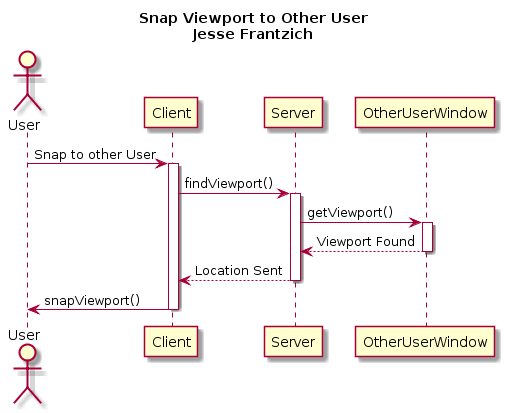 Snap Viewport to Other User
Jesse Frantzich
User
Client
Server
OtherUserWindow
Snap to other User
findViewport()
getViewport()
Viewport Found
Location Sent
snapViewport()
User
Client
Server
OtherUserWindow